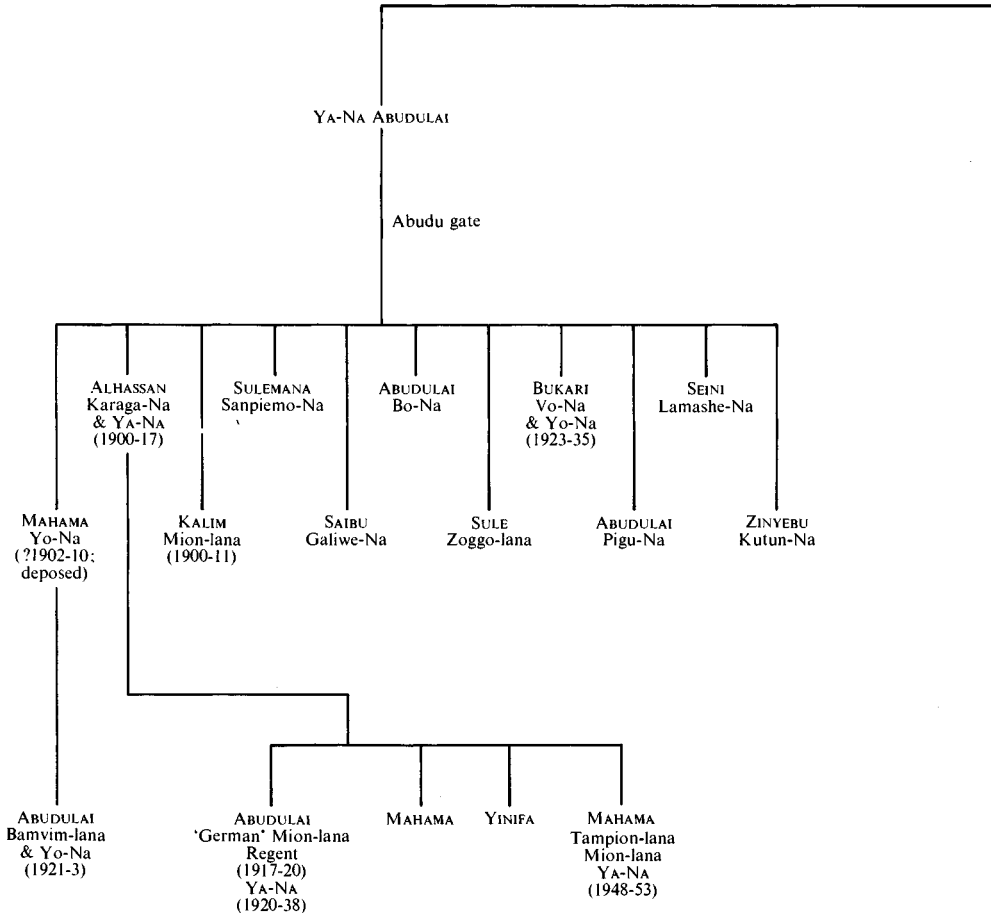 YA-NA ABUDULAI
Abudu gate
ALHASSAN
Karaga-Na
& YA-NA
(1900-17)
SULEMANA
Sanpiemo-Na
ABUDULAI
Bo-Na
BUKARI
Vo-Na
& Yo-Na
(1923-35)
SEINI
Lamashe-Na
MAHAMA
Yo-Na
(?1902-10;
deposed)
KALIM
Mion-lana
(1900-11)
SAIBU
Galiwe-Na
SULE
Zoggo-lana
ABUDULAI
Pigu-Na
ZINYEBU
Kutun-Na
ABUDULAI
Bamvim-lana
& Yo-Na
(1921-3)
ABUDULAI
‘German’ Mion-lana
Regent
(1917-20)
YA-NA
(1920-38)
MAHAMA
YINIFA
MAHAMA
Tampion-lana
Mion-lana
YA-NA
(1948-53)